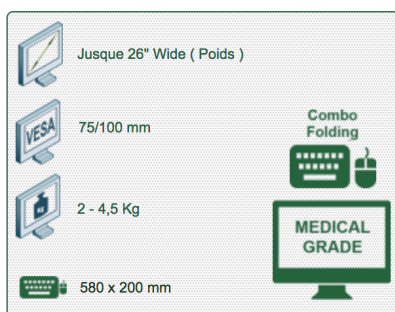 Jusque 26" Wide ( Poids )
VESA
75/100 mm
Combo
Folding
KG
2 - 4,5 Kg
MEDICAL
GRADE
580 x 200 mm